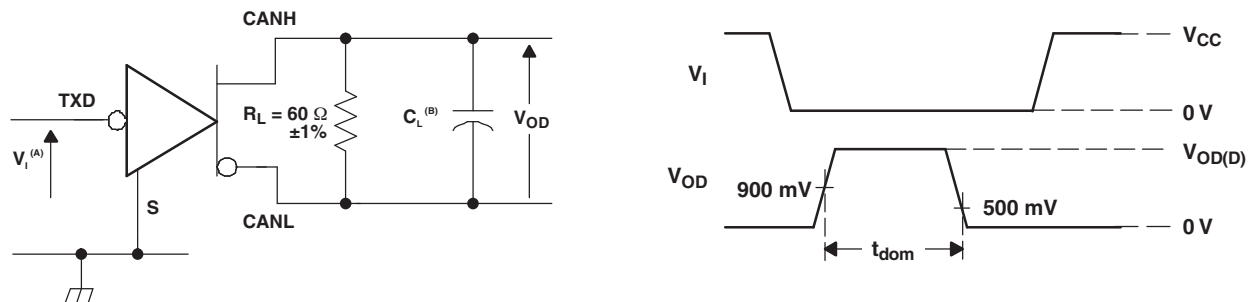 CANH
TXD
R_L = 60 Ω
±1%
C_L (B)
V_OD
V_I (A)
S
CANL
V_I
V_CC
0 V
V_OD
900 mV
V_OD(D)
500 mV
0 V
t_dom